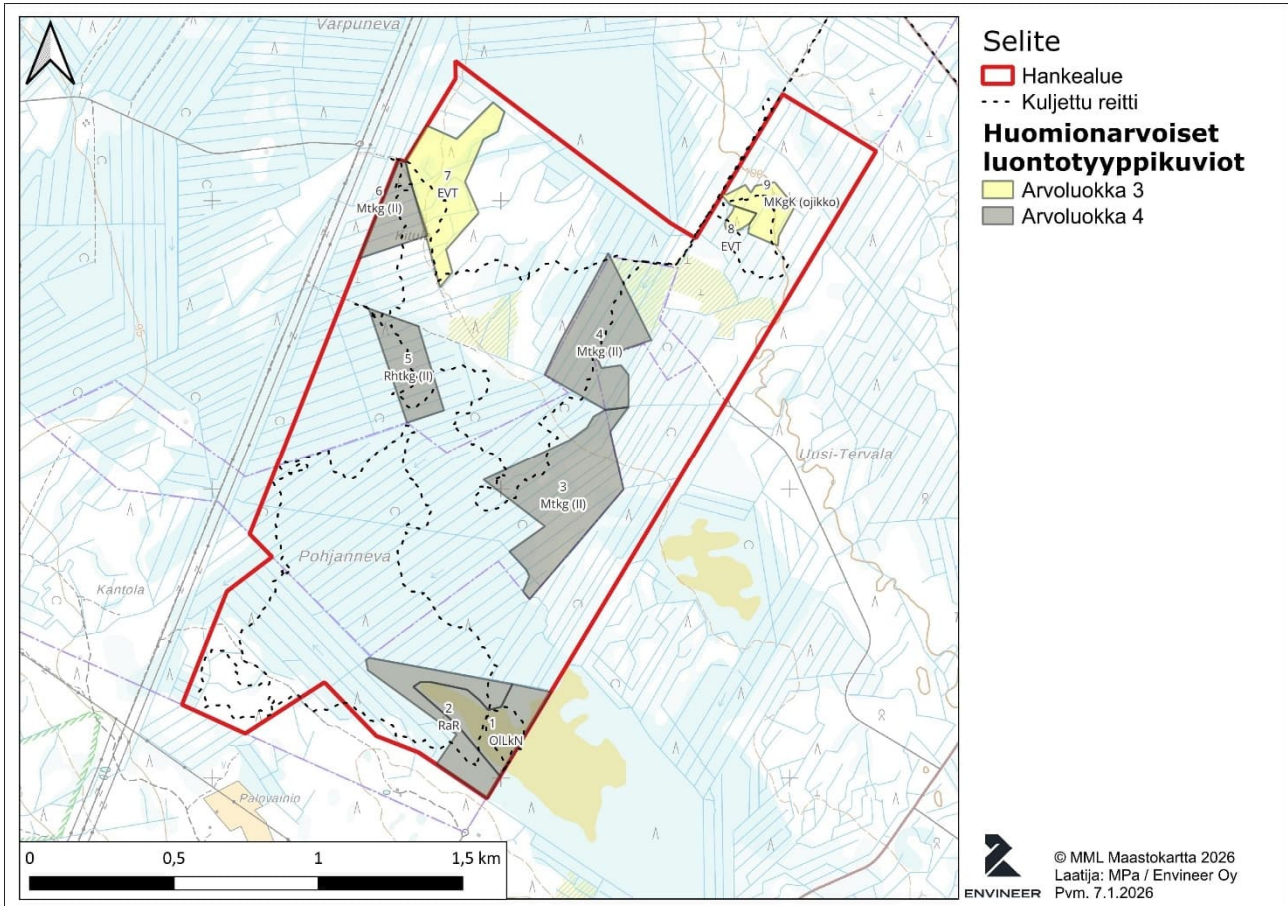 Varpuneva
7
EVT
6
Mtkg (II)
9
MKgK (ojikko)
8
EVT
4
Mtkg (II)
5
Rhtkg (II)
Uusi-Tervala
3
Mtkg (II)
Pohjanneva
Kantola
2
RaR
1
OlLkN
Palovainio
0 0,5 1 1,5 km
Selite
Hankealue
Kuljettu reitti
Huomionarvoiset
luontotyyppikuviot
Arvoluokka 3
Arvoluokka 4
ENVINEER
© MML Maastokartta 2026
Laatija: MPa / Envineer Oy
Pvm. 7.1.2026